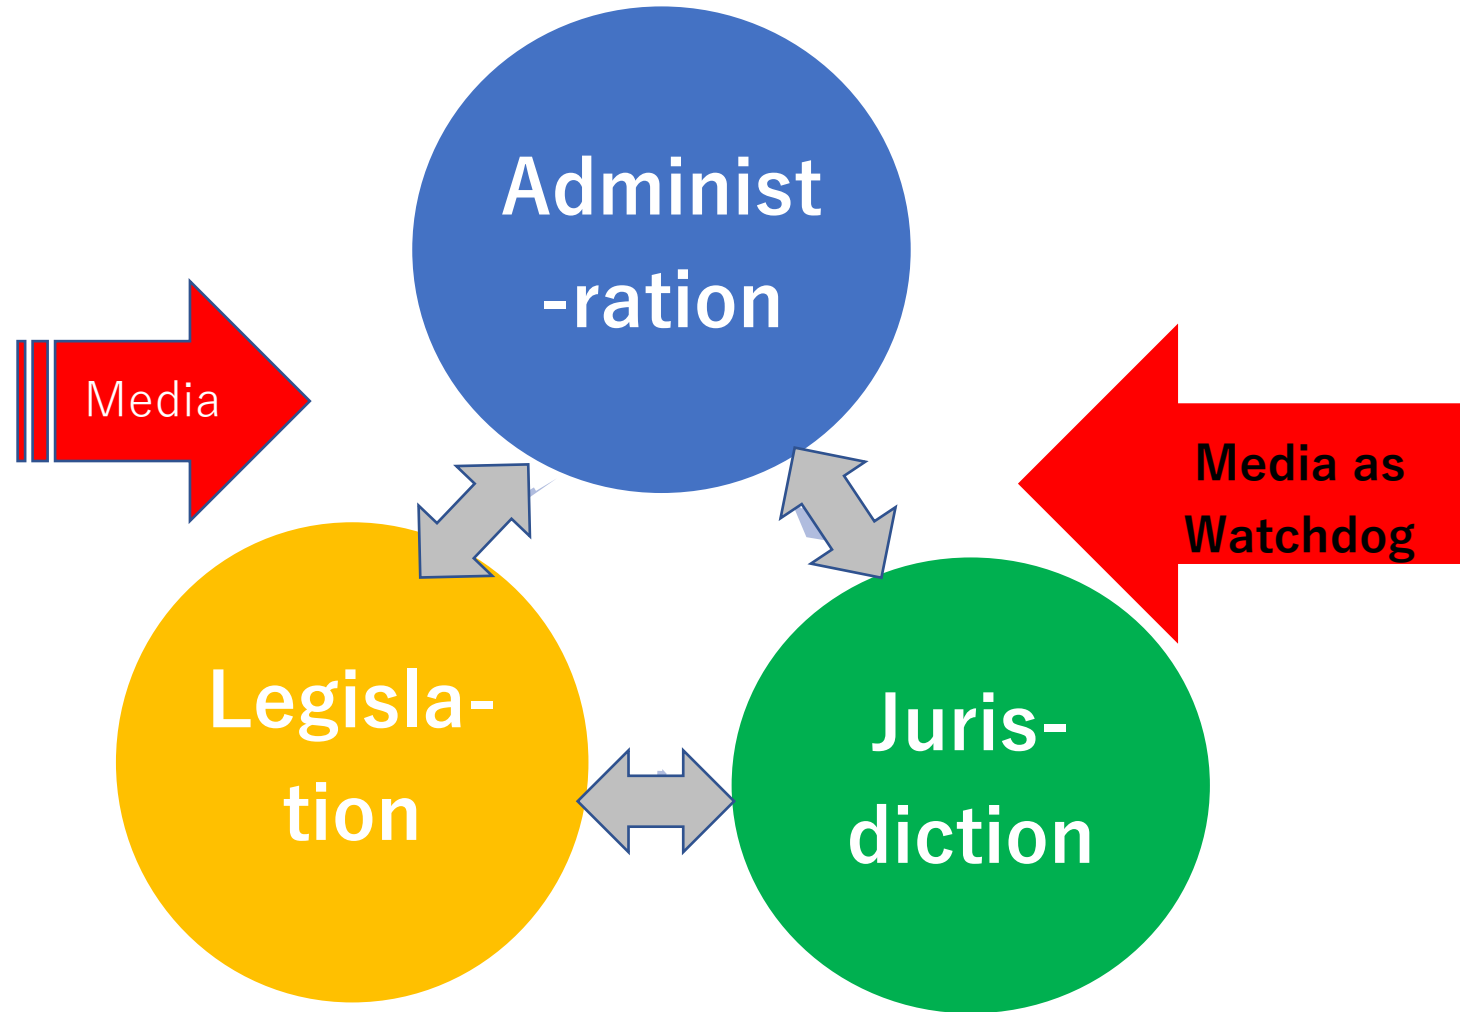 Administ
-ration
Media
Media as
Watchdog
Legisla-
tion
Juris-
diction